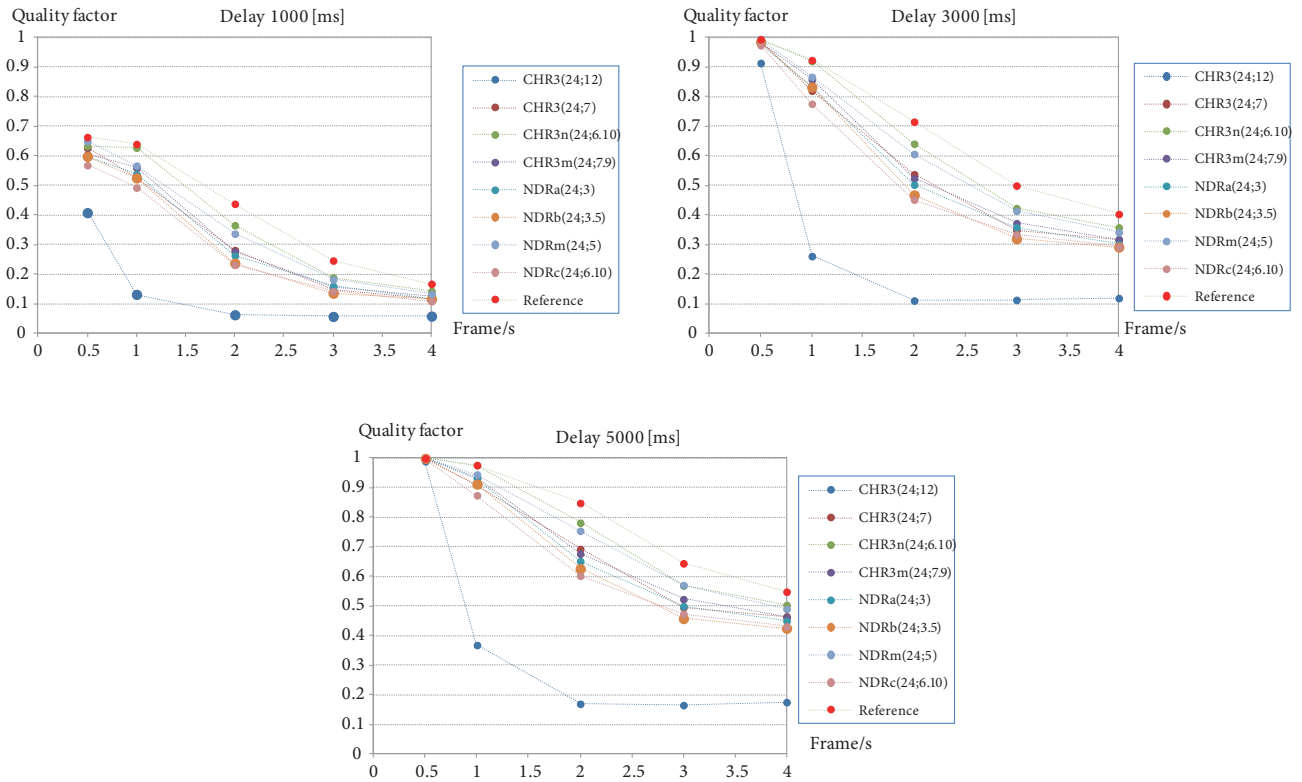 Quality factor
Delay 1000 [ms]
1
0.9
0.8
0.7
0.6
0.5
0.4
0.3
0.2
0.1
0
0 0.5 1 1.5 2 2.5 3 3.5 4
Frame/s
CHR3(24;12)
CHR3(24;7)
CHR3n(24;6.10)
CHR3m(24;7.9)
NDRa(24;3)
NDRb(24;3.5)
NDRm(24;5)
NDRc(24;6.10)
Reference
Quality factor
Delay 3000 [ms]
1
0.9
0.8
0.7
0.6
0.5
0.4
0.3
0.2
0.1
0
0 0.5 1 1.5 2 2.5 3 3.5 4
Frame/s
CHR3(24;12)
CHR3(24;7)
CHR3n(24;6.10)
CHR3m(24;7.9)
NDRa(24;3)
NDRb(24;3.5)
NDRm(24;5)
NDRc(24;6.10)
Reference
Quality factor
Delay 5000 [ms]
1
0.9
0.8
0.7
0.6
0.5
0.4
0.3
0.2
0.1
0
0 0.5 1 1.5 2 2.5 3 3.5 4
Frame/s
CHR3(24;12)
CHR3(24;7)
CHR3n(24;6.10)
CHR3m(24;7.9)
NDRa(24;3)
NDRb(24;3.5)
NDRm(24;5)
NDRc(24;6.10)
Reference